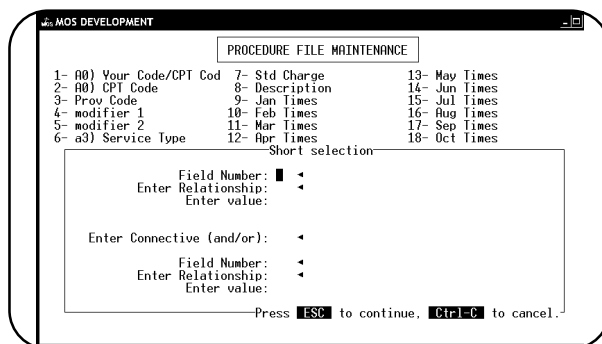 MOS MOS DEVELOPMENT
PROCEDURE FILE MAINTENANCE
1- A0) Your Code/CPT Cod 7- Std Charge 13- May Times
2- A0) CPT Code 8- Description 14- Jun Times
3- Prov Code 9- Jan Times 15- Jul Times
4- modifier 1 10- Feb Times 16- Aug Times
5- modifier 2 11- Mar Times 17- Sep Times
6- a3) Service Type 12- Apr Times 18- Oct Times
Short selection
Field Number:
Enter Relationship:
Enter value:
Enter Connective (and/or):
Field Number:
Enter Relationship:
Enter value:
Press ESC to continue, Ctrl-C to cancel.